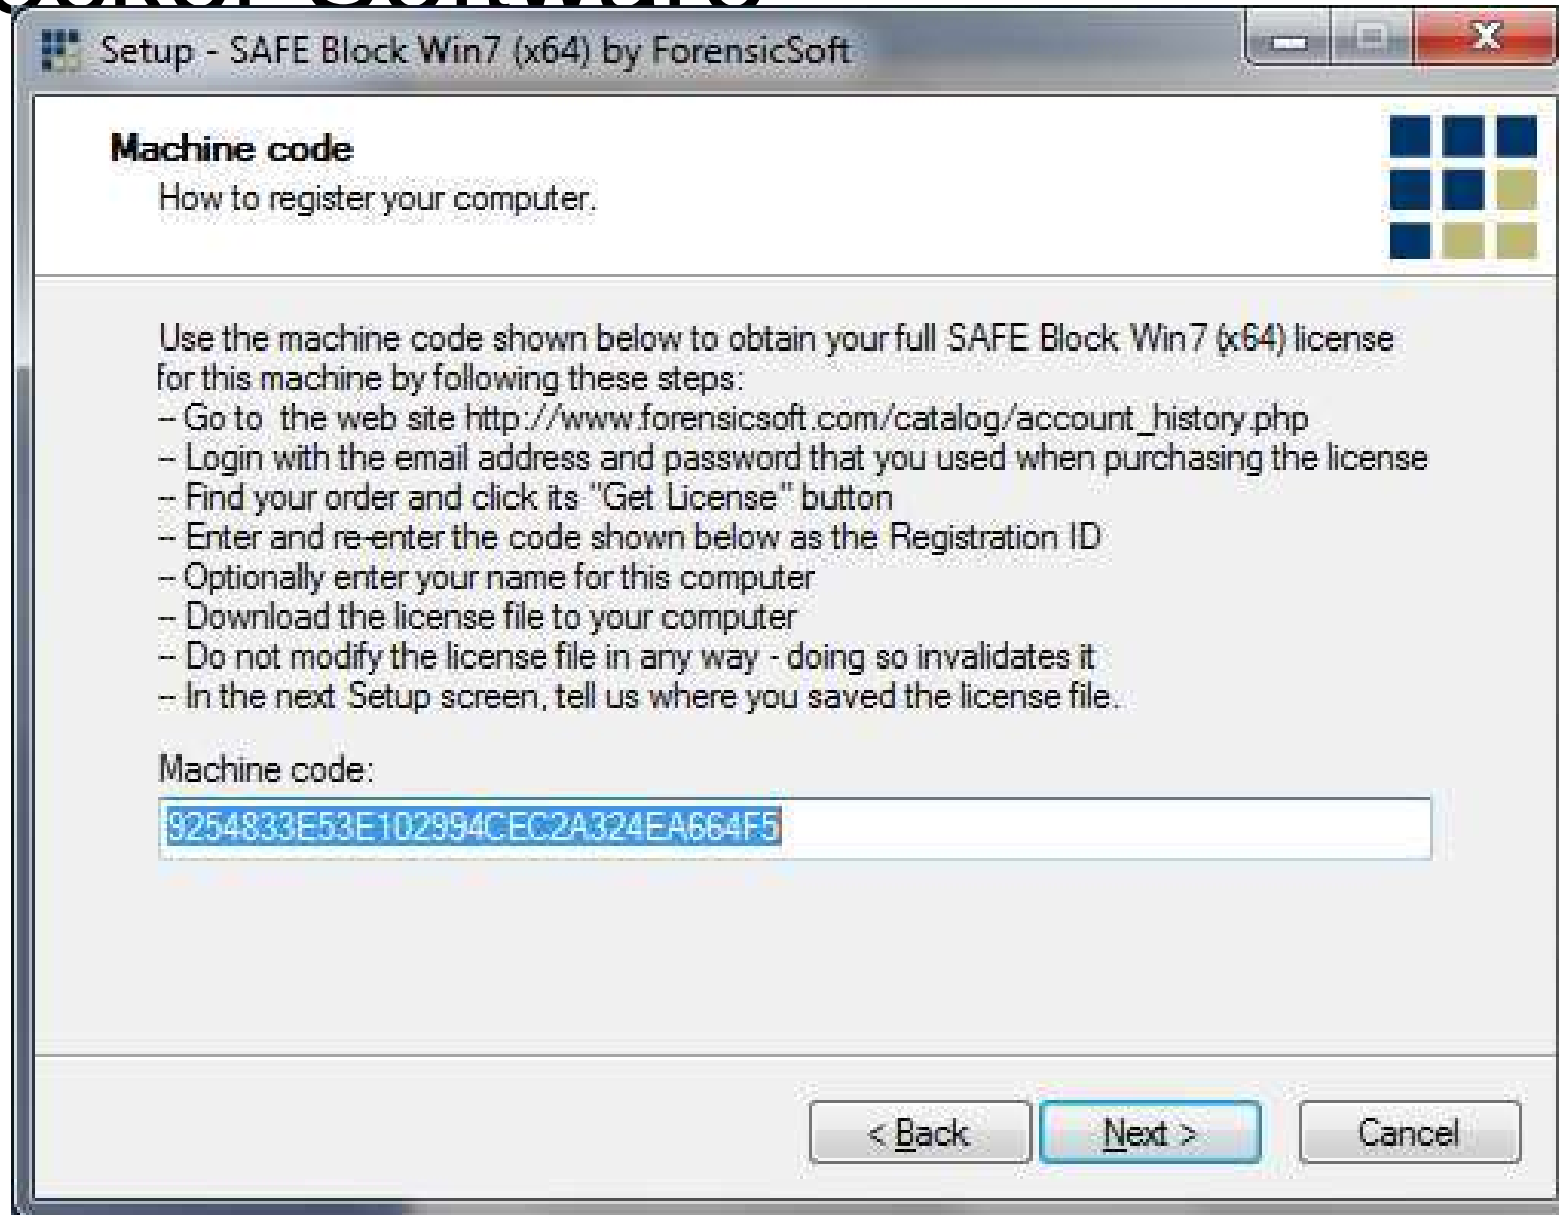 Software
Setup - SAFE Block Win7 (x64) by ForensicSoft
Machine code
How to register your computer.
Use the machine code shown below to obtain your full SAFE Block Win7 (x64) license
for this machine by following these steps:
-- Go to  the web site http://www.forensicsoft.com/catalog/account_history.php
-- Login with the email address and password that you used when purchasing the license
-- Find your order and click its "Get License" button
-- Enter and re-enter the code shown below as the Registration ID
-- Optionally enter your name for this computer
-- Download the license file to your computer
-- Do not modify the license file in any way - doing so invalidates it
-- In the next Setup screen, tell us where you saved the license file.
Machine code:
9254833E53E1D2994CEC2A324EA664F5
< Back
Next >
Cancel